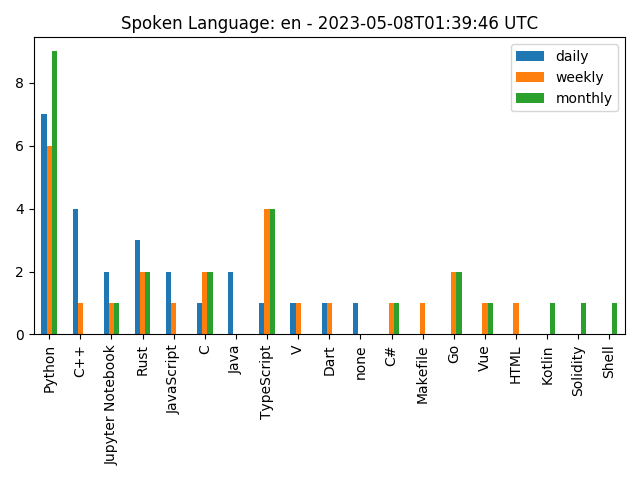 Spoken Language: en - 2023-05-08T01:39:46 UTC
daily
weekly
monthly
8
6
4
2
0
Python
C++
Jupyter Notebook
Rust
JavaScript
C
Java
TypeScript
V
Dart
none
C#
Makefile
Go
Vue
HTML
Kotlin
Solidity
Shell